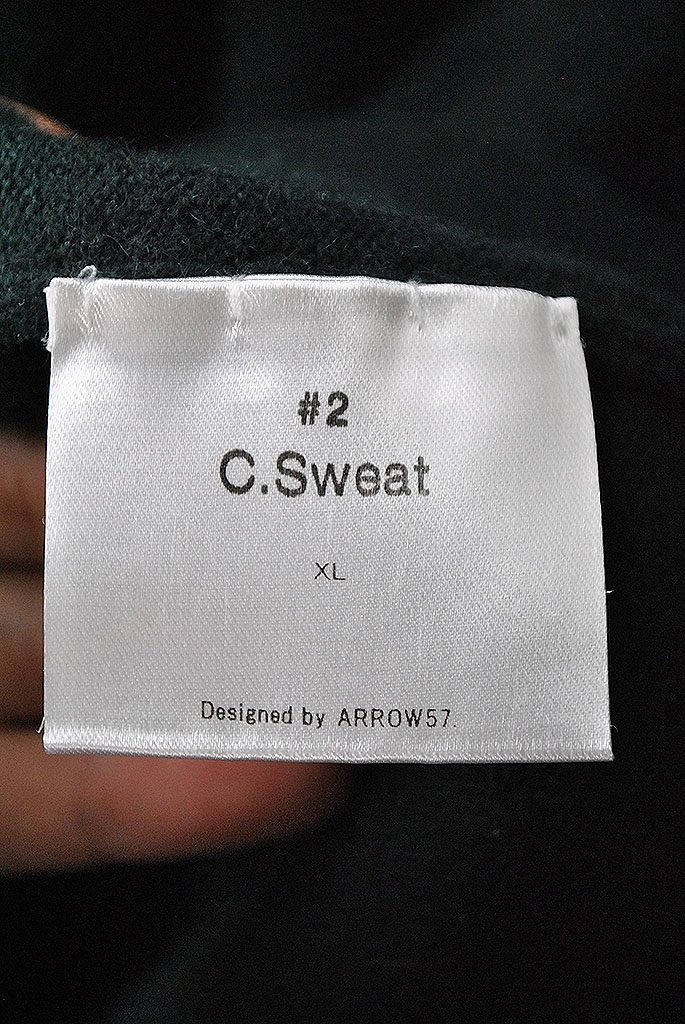 #2
C.Sweat
XL
Designed by ARROW57.